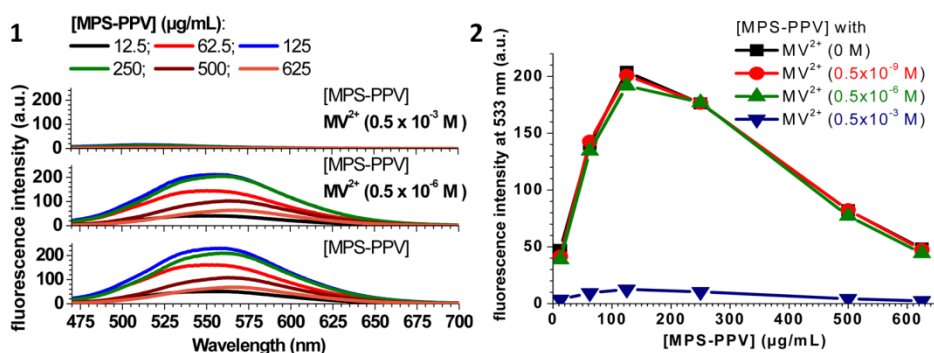 1
[MPS-PPV] (µg/mL):
12.5; 62.5; 125
250; 500; 625
fluorescence intensity (a.u.)
200
100
0
[MPS-PPV]
MV²⁺ (0.5 x 10⁻³ M)
200
100
0
[MPS-PPV]
MV²⁺ (0.5 x 10⁻⁶ M)
200
100
0
[MPS-PPV]
475 500 525 550 575 600 625 650 675 700
Wavelength (nm)
2
fluorescence intensity at 533 nm (a.u.)
200
150
100
50
0
[MPS-PPV] with
MV²⁺ (0 M)
MV²⁺ (0.5x10⁻⁹ M)
MV²⁺ (0.5x10⁻⁶ M)
MV²⁺ (0.5x10⁻³ M)
0 100 200 300 400 500 600
[MPS-PPV] (µg/mL)